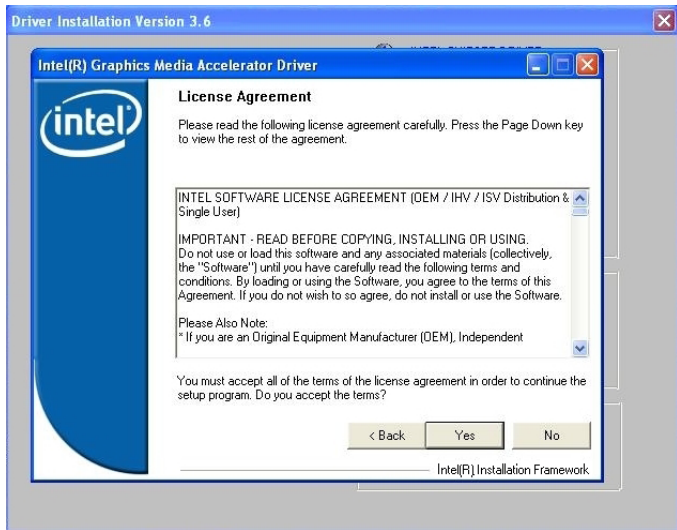 Driver Installation Version 3.6
Intel(R) Graphics Media Accelerator Driver
intel
License Agreement
Please read the following license agreement carefully. Press the Page Down key
to view the rest of the agreement.
INTEL SOFTWARE LICENSE AGREEMENT (OEM / IHV / ISV Distribution &
Single User)
IMPORTANT - READ BEFORE COPYING, INSTALLING OR USING.
Do not use or load this software and any associated materials (collectively,
the "Software") until you have carefully read the following terms and
conditions. By loading or using the Software, you agree to the terms of this
Agreement. If you do not wish to so agree, do not install or use the Software.
Please Also Note:
* If you are an Original Equipment Manufacturer (OEM), Independent
You must accept all of the terms of the license agreement in order to continue the
setup program. Do you accept the terms?
< Back Yes No
Intel(R) Installation Framework